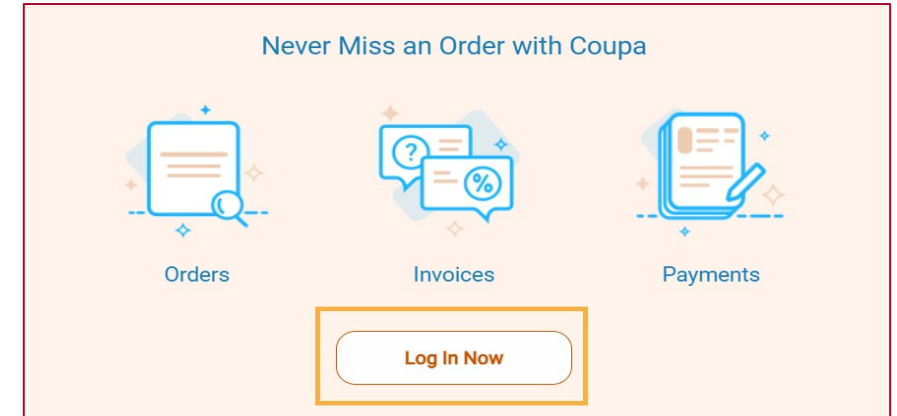 Never Miss an Order with Coupa
? %
Orders Invoices Payments
Log In Now